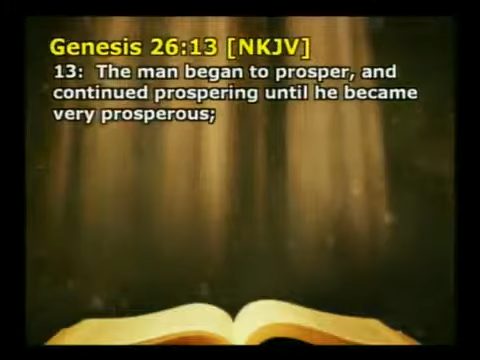 Genesis 26:13 [NKJV]
13: The man began to prosper, and
continued prospering until he became
very prosperous;